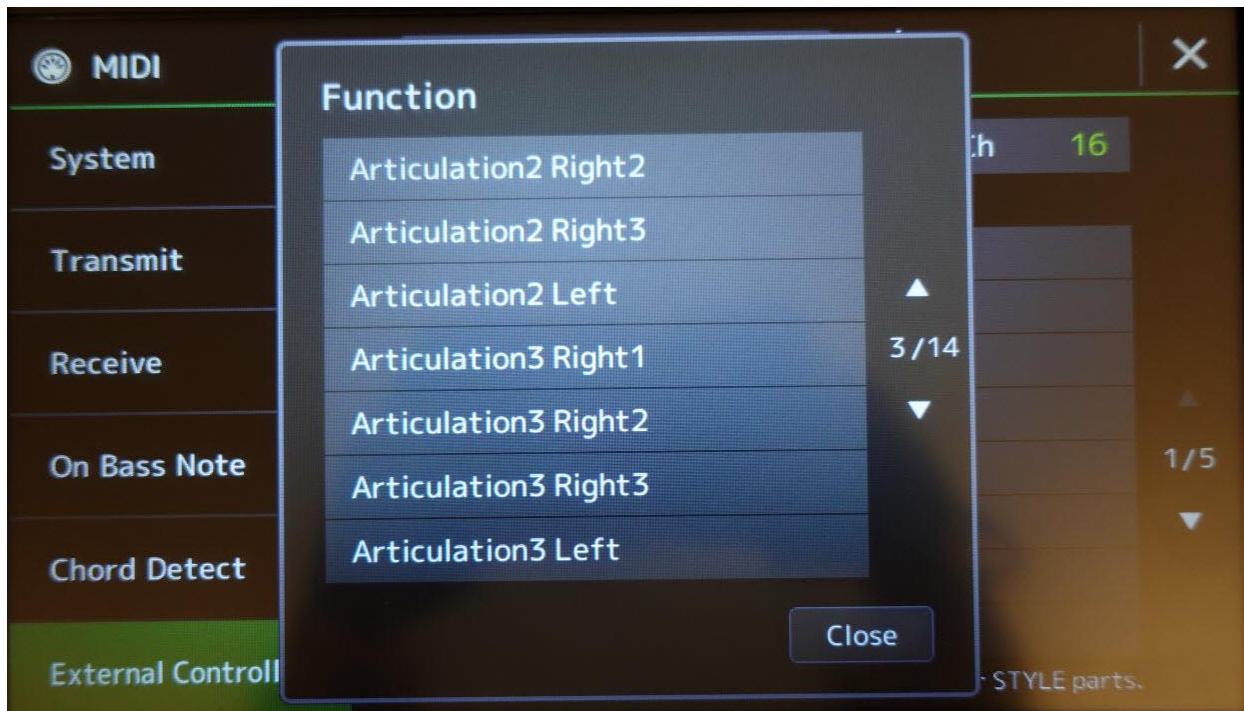 MIDI
System
Transmit
Receive
On Bass Note
Chord Detect
External Controll
Function
Articulation2 Right2
Articulation2 Right3
Articulation2 Left
Articulation3 Right1
Articulation3 Right2
Articulation3 Right3
Articulation3 Left
3/14
Close
16
1/5
STYLE parts.